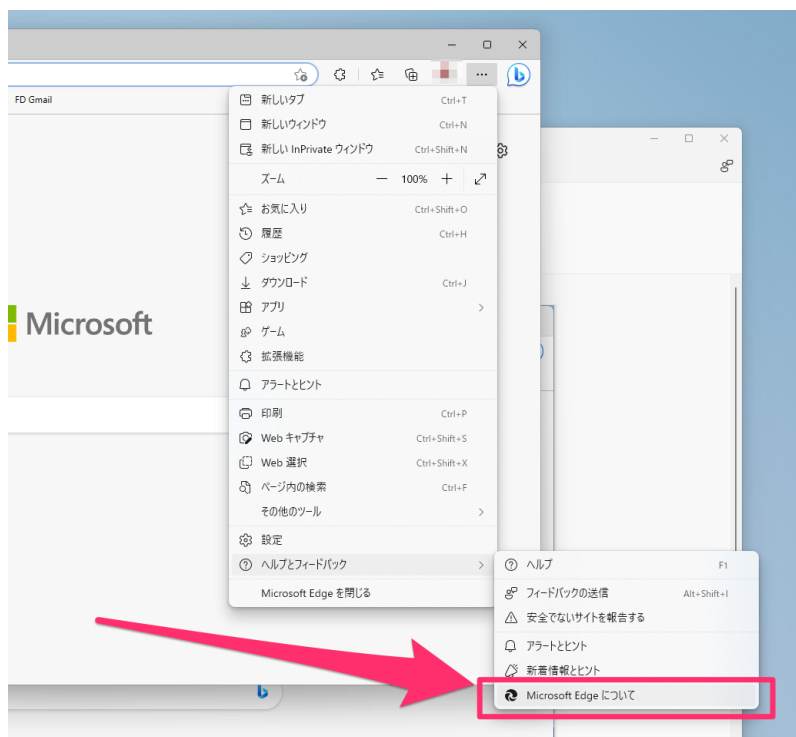 FD Gmail
新しいタブ Ctrl+T
新しいウィンドウ Ctrl+N
新しい InPrivate ウィンドウ Ctrl+Shift+N
ズーム 100%
お気に入り Ctrl+Shift+O
履歴 Ctrl+H
ショッピング
ダウンロード Ctrl+J
アプリ
ゲーム
拡張機能
アラートとヒント
印刷 Ctrl+P
Web キャプチャ Ctrl+Shift+S
Web 選択 Ctrl+Shift+X
ページ内の検索 Ctrl+F
その他のツール
設定
ヘルプとフィードバック
Microsoft Edge を閉じる
Microsoft
ヘルプ F1
フィードバックの送信 Alt+Shift+I
安全でないサイトを報告する
アラートとヒント
新着情報とヒント
Microsoft Edge について